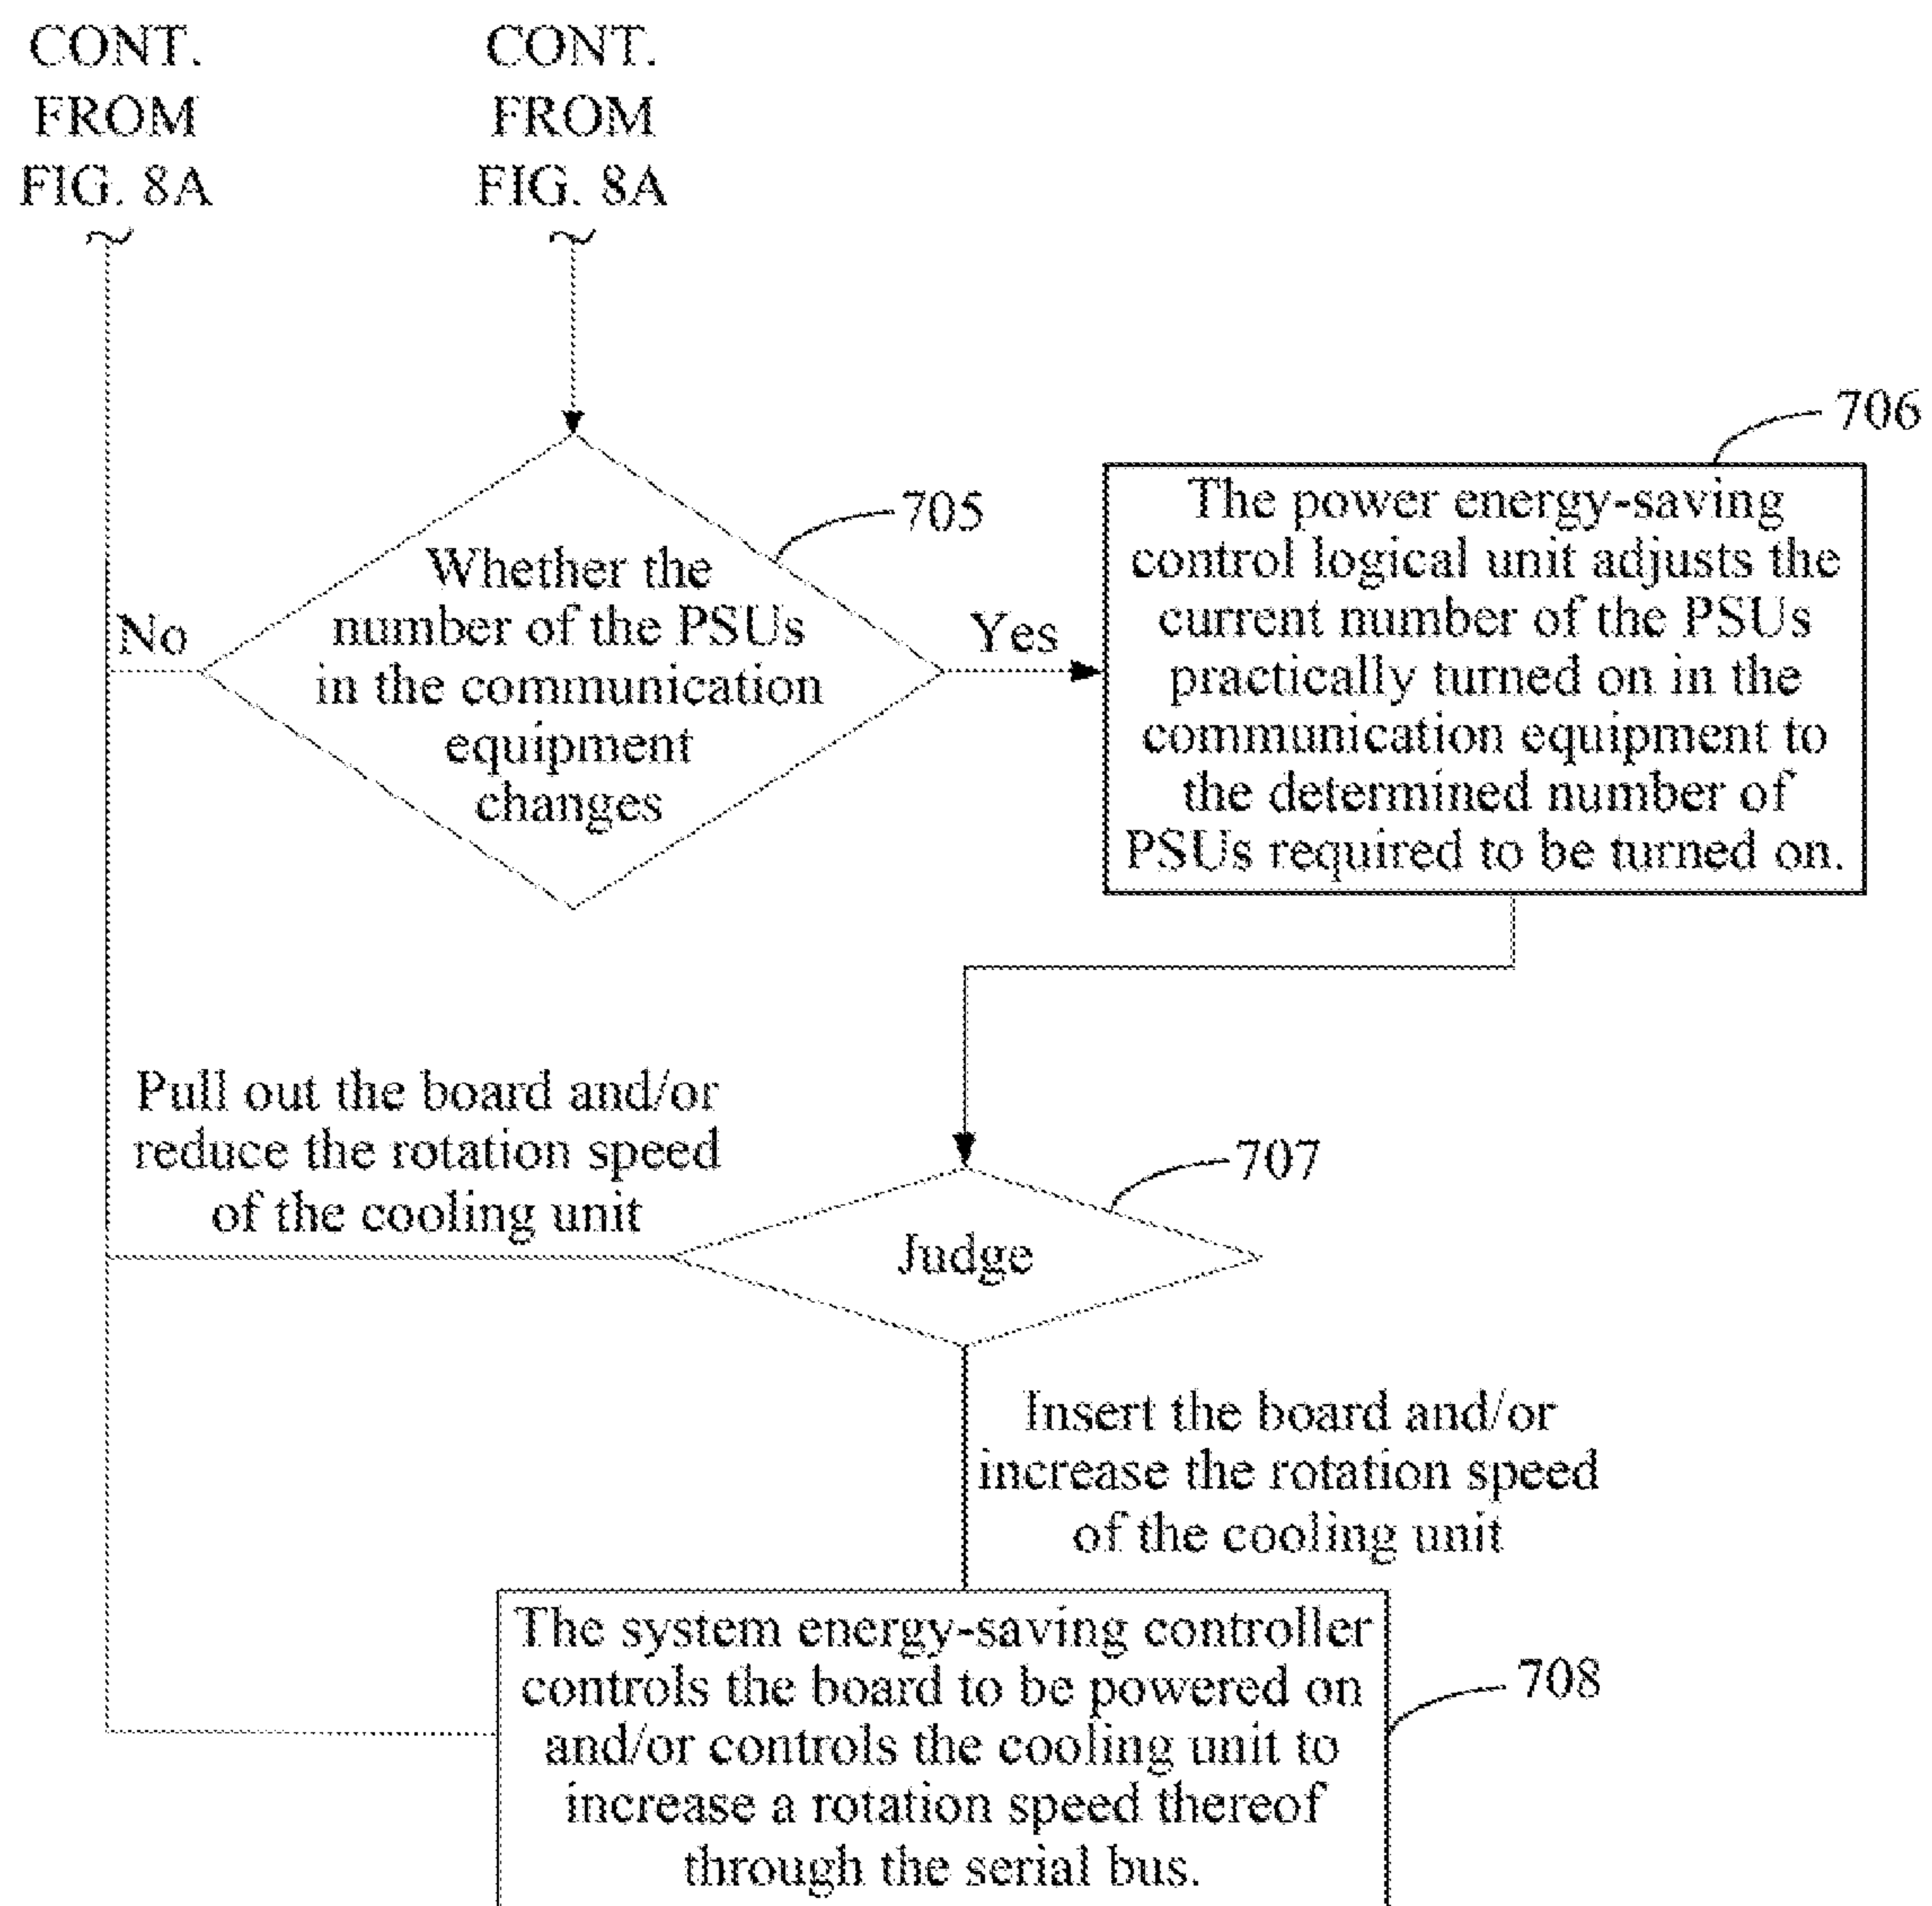 CONT.
FROM
FIG. 8A
CONT.
FROM
FIG. 8A
705
Whether the
number of the PSUs
in the communication
equipment
changes
No
Yes
706
The power energy-saving
control logical unit adjusts the
current number of the PSUs
practically turned on in the
communication equipment to
the determined number of
PSUs required to be turned on.
Pull out the board and/or
reduce the rotation speed
of the cooling unit
707
Judge
Insert the board and/or
increase the rotation speed
of the cooling unit
The system energy-saving controller
controls the board to be powered on
and/or controls the cooling unit to
increase a rotation speed thereof
through the serial bus.
708